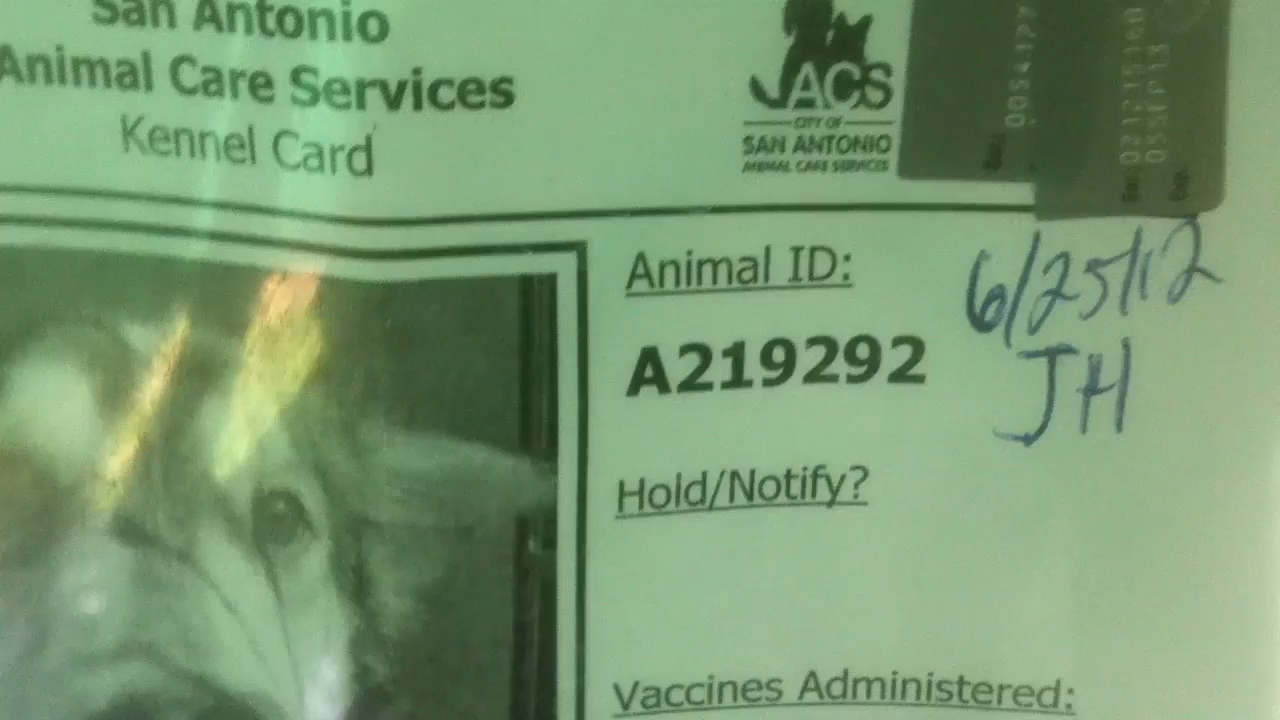 San Antonio
Animal Care Services
Kennel Card
ACS
CITY OF
SAN ANTONIO
ANIMAL CARE SERVICES
03SEP13
Animal ID:
6/25/12
A219292
JH
Hold/Notify?
Vaccines Administered: